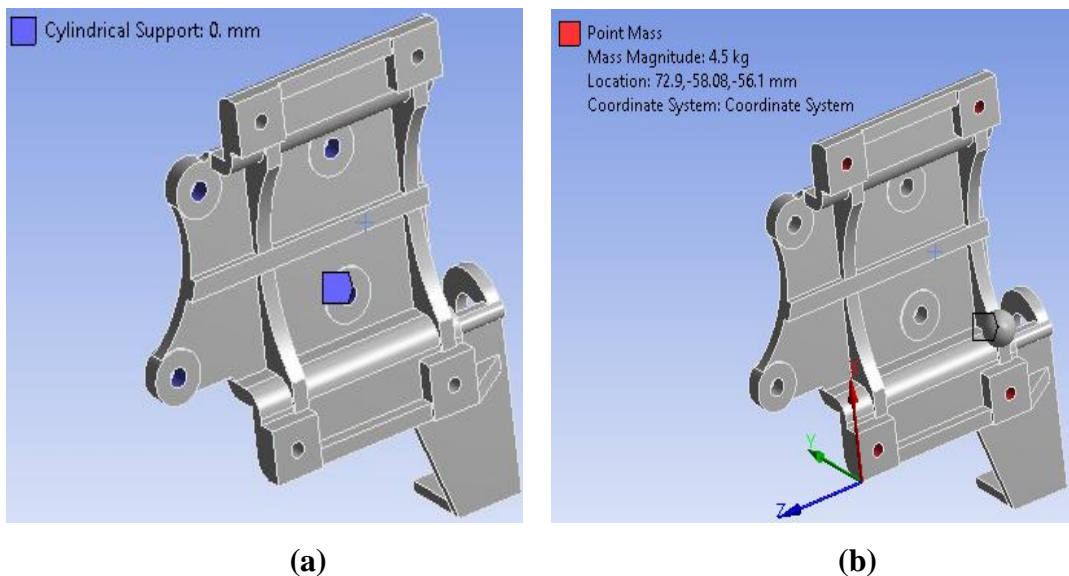 Cylindrical Support: 0. mm
Point Mass
Mass Magnitude: 4.5 kg
Location: 72.9,-58.08,-56.1 mm
Coordinate System: Coordinate System
Y
Z
(a)
(b)